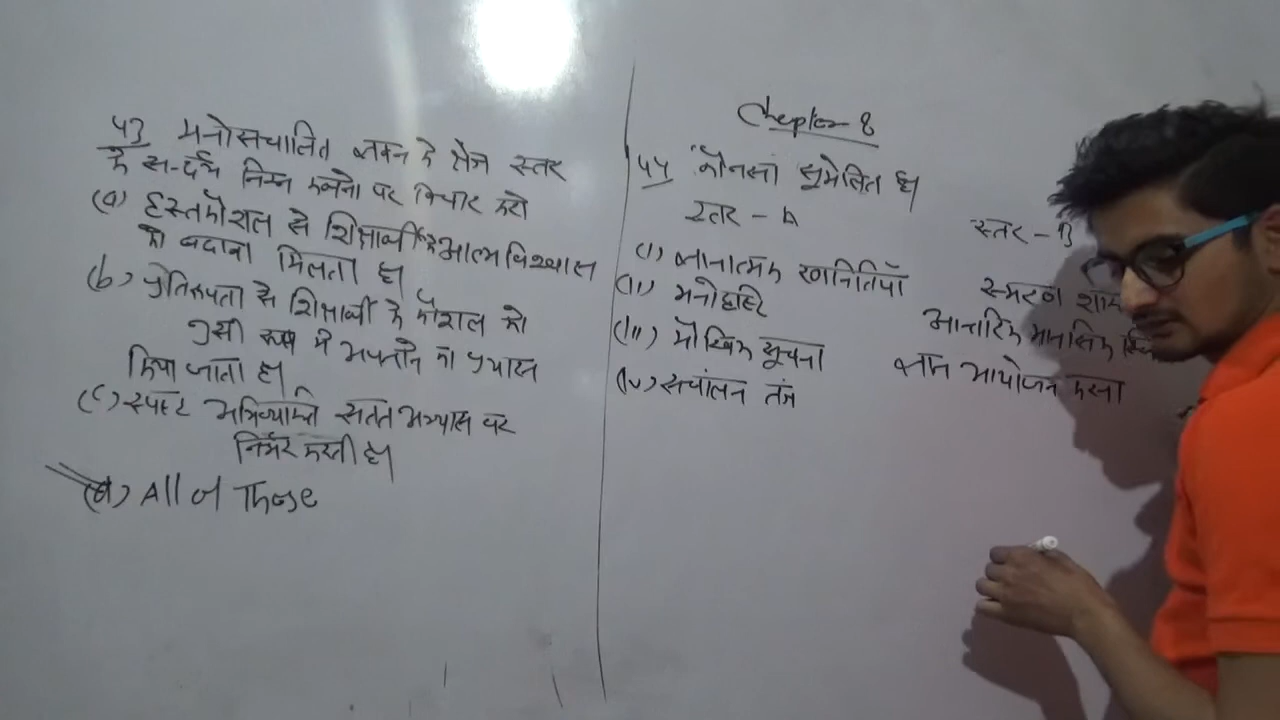 43 मनोसंचालित ज्ञान के तीन स्तर
के सन्दर्भ निम्न कथनो पर विचार करो
(a) हस्तकौशल से शिक्षार्थी के आत्मविश्वास
को बढावा मिलता है।
(b) प्रतिरूपता से शिक्षार्थी के कौशल को
उसी रूप में अपनाने का प्रयास
किया जाता है।
(c) स्पष्ट अभिव्यक्ति सतत अभ्यास पर
निर्भर करती है।
(d) All of These
Chapter 8
44 कौनसा सुमेलित है।
स्तर - A
स्तर - B
(i) ज्ञानात्मक रणनितियाँ
स्मरण
(ii) मनोहारि
आन्तरिक मानसिक
(iii) मौखिक सूचना
ज्ञान आयोजन करना
(iv) संचालन तंत्र